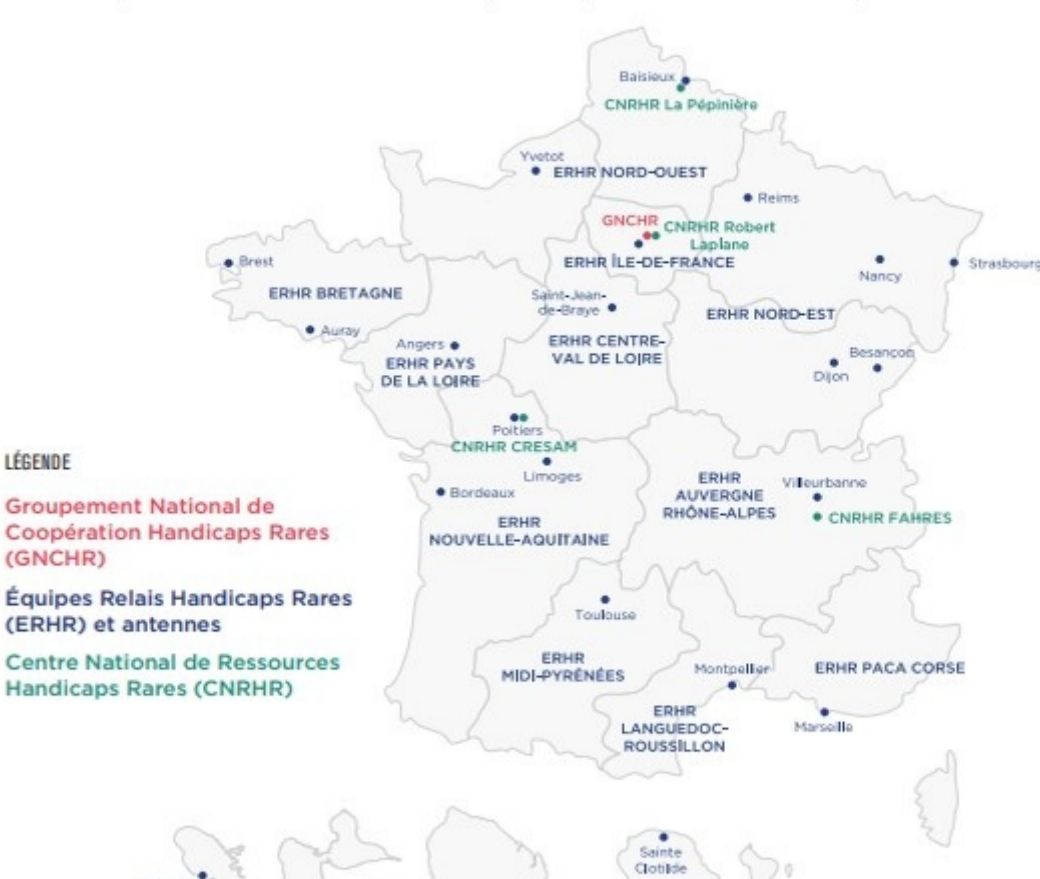 Baisieux
CNRHR La Pépinière
Yvetot
ERHR NORD-OUEST
Reims
GNCHR
CNRHR Robert
Laplane
ERHR ÎLE-DE-FRANCE
Brest
Strasbourg
Nancy
ERHR BRETAGNE
Saint-Jean-
de-Braye
ERHR NORD-EST
Auray
Angers
ERHR CENTRE-
VAL DE LOIRE
Besançon
ERHR PAYS
DE LA LOIRE
Dijon
Poitiers
CNRHR CRESAM
LÉGENDE
Limoges
ERHR
AUVERGNE
RHÔNE-ALPES
Villeurbanne
Bordeaux
Groupement National de
Coopération Handicaps Rares
(GNCHR)
CNRHR FAHRES
ERHR
NOUVELLE-AQUITAINE
Équipes Relais Handicaps Rares
(ERHR) et antennes
Toulouse
Centre National de Ressources
Handicaps Rares (CNRHR)
ERHR
MIDI-PYRÉNÉES
Montpellier
ERHR PACA CORSE
ERHR
LANGUEDOC-
ROUSSILLON
Marseille
Sainte
Clotilde